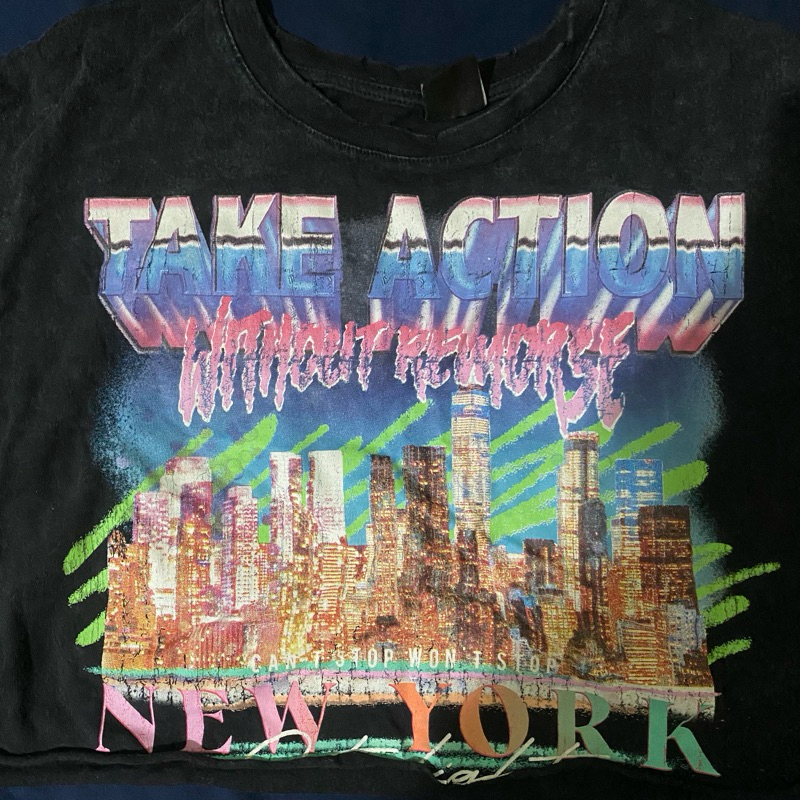 TAKE ACTION
WITHOUT REMORSE
CAN'T STOP WON'T STOP
NEW YORK